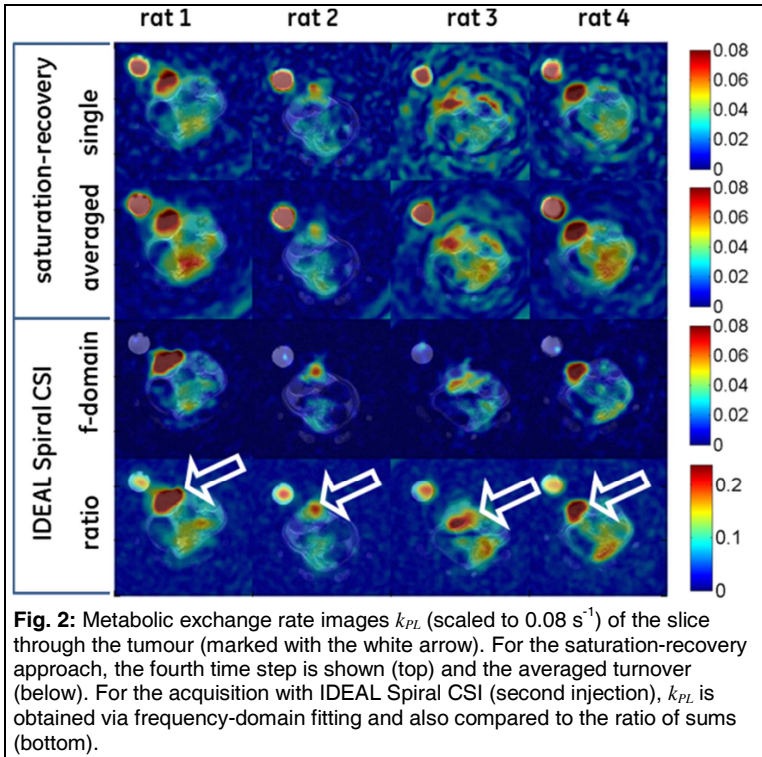 rat 1 rat 2 rat 3 rat 4
saturation-recovery
single
averaged
IDEAL Spiral CSI
f-domain
ratio
0.08
0.06
0.04
0.02
0
0.08
0.06
0.04
0.02
0
0.08
0.06
0.04
0.02
0
0.2
0.1
0
Fig. 2: Metabolic exchange rate images kPL (scaled to 0.08 s-1) of the slice
through the tumour (marked with the white arrow). For the saturation-recovery
approach, the fourth time step is shown (top) and the averaged turnover
(below). For the acquisition with IDEAL Spiral CSI (second injection), kPL is
obtained via frequency-domain fitting and also compared to the ratio of sums
(bottom).